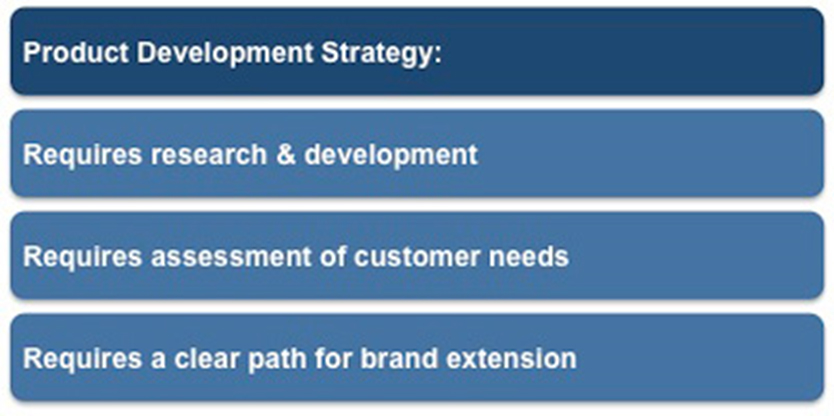 Product Development Strategy:
Requires research & development
Requires assessment of customer needs
Requires a clear path for brand extension